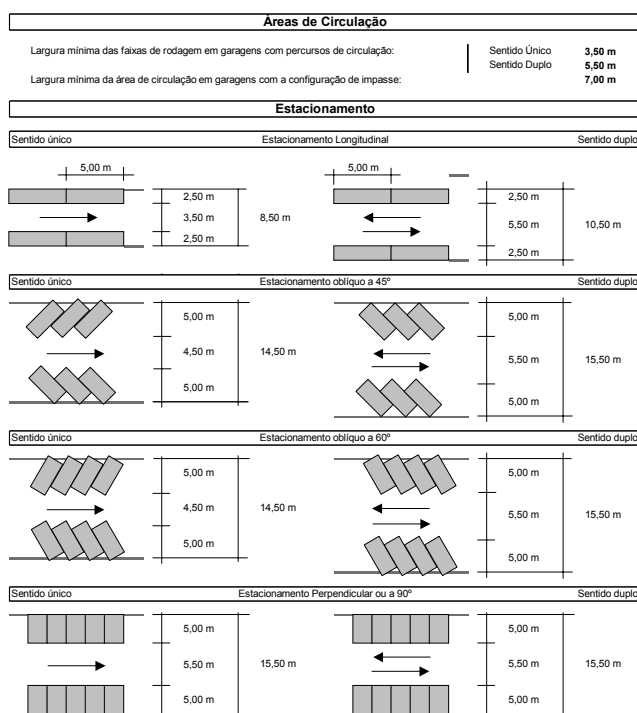 Áreas de Circulação
Largura mínima das faixas de rodagem em garagens com percursos de circulação: Sentido Único 3,50 m
Sentido Duplo 5,50 m
Largura mínima da área de circulação em garagens com a configuração de impasse: 7,00 m
Estacionamento
Sentido único Estacionamento Longitudinal Sentido duplo
5,00 m 5,00 m
2,50 m 2,50 m
3,50 m 8,50 m 5,50 m 10,50 m
2,50 m 2,50 m
Sentido único Estacionamento oblíquo a 45º Sentido duplo
5,00 m 5,00 m
4,50 m 14,50 m 5,50 m 15,50 m
5,00 m 5,00 m
Sentido único Estacionamento oblíquo a 60º Sentido duplo
5,00 m 5,00 m
4,50 m 14,50 m 5,50 m 15,50 m
5,00 m 5,00 m
Sentido único Estacionamento Perpendicular ou a 90º Sentido duplo
5,00 m 5,00 m
5,50 m 15,50 m 5,50 m 15,50 m
5,00 m 5,00 m